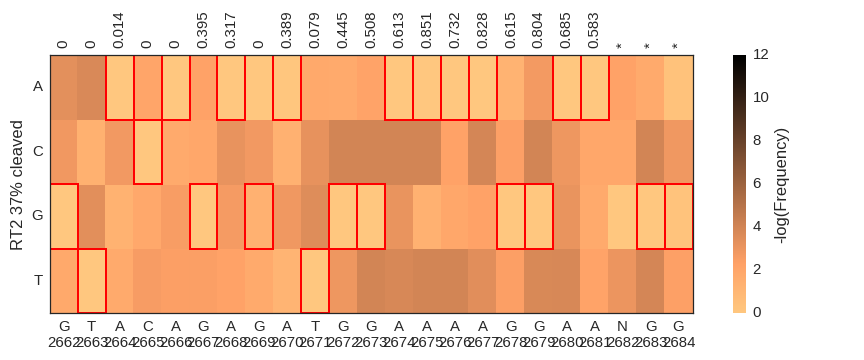 0 0 0.014 0 0 0.395 0.317 0 0.389 0.079 0.445 0.508 0.613 0.851 0.732 0.828 0.615 0.804 0.685 0.583 * * *
RT2 37% cleaved
A
C
G
T
G T A C A G A G A T G G A A A A G G A A N G G
2662 2663 2664 2665 2666 2667 2668 2669 2670 2671 2672 2673 2674 2675 2676 2677 2678 2679 2680 2681 2682 2683 2684
12
10
8
6
4
2
0
-log(Frequency)